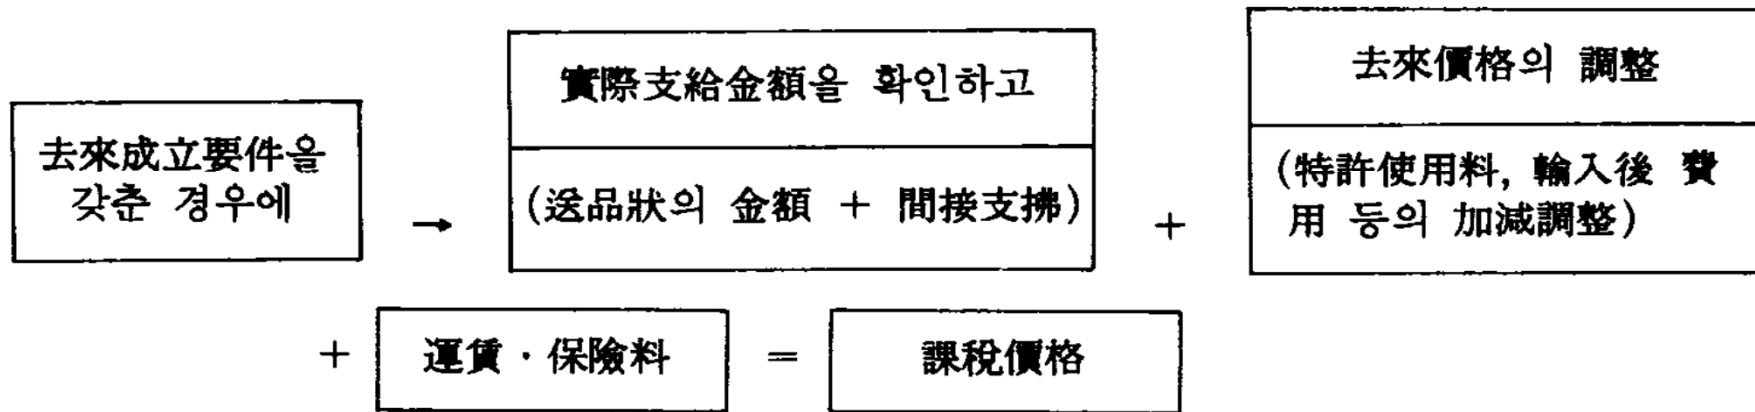 去來成立要件을
갖춘 경우에
→
實際支給金額을 확인하고
(送品狀의 金額 + 間接支拂)
+
去來價格의 調整
(特許使用料, 輸入後 費
用 등의 加減調整)
+ 運賃·保險料 = 課稅價格